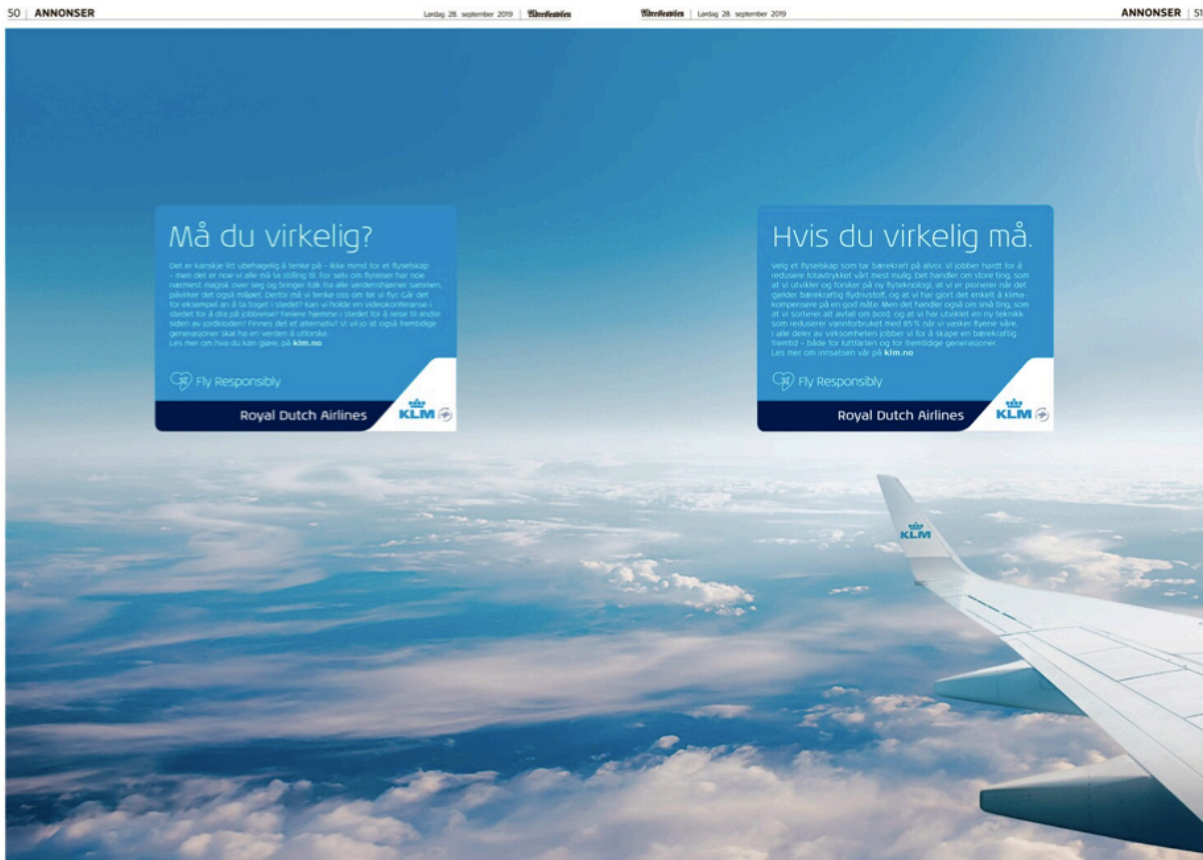 50 | ANNONSER
Lørdag 28. september 2019 | Adresseavisen
Adresseavisen | Lørdag 28. september 2019
ANNONSER | 51
Må du virkelig?
Det er kanskje litt ubehagelig å tenke på – ikke minst for et flyselskap
– men det er noe vi alle må ta stilling til. For selv om flyreiser har noe
nærmest magisk over seg og bringer folk fra alle verdenshjørner sammen,
påvirker det også miljøet. Derfor må vi tenke oss om før vi flyr. Går det
for eksempel an å ta toget i stedet? Kan vi holde en videokonferanse i
stedet for å dra på jobbreise? Feriere hjemme i stedet for å reise til andre
siden av jordkloden? Finnes det et alternativ? Vi vil jo at også fremtidige
generasjoner skal ha en verden å utforske.
Les mer om hva du kan gjøre, på klm.no
Fly Responsibly
Royal Dutch Airlines
KLM
Hvis du virkelig må.
Velg et flyselskap som tar bærekraft på alvor. Vi jobber hardt for å
redusere fotavtrykket vårt mest mulig. Det handler om store ting, som
at vi utvikler og forsker på ny flyteknologi, at vi er pionerer når det
gjelder bærekraftig flydrivstoff, og at vi har gjort det enkelt å klima-
kompensere på en god måte. Men det handler også om små ting, som
at vi sorterer alt avfall om bord, og at vi har utviklet en ny teknikk
som reduserer vannforbruket med 85 % når vi vasker flyene våre.
I alle deler av virksomheten jobber vi for å skape en bærekraftig
fremtid – både for luftfarten og for fremtidige generasjoner.
Les mer om innsatsen vår på klm.no
Fly Responsibly
Royal Dutch Airlines
KLM
KLM